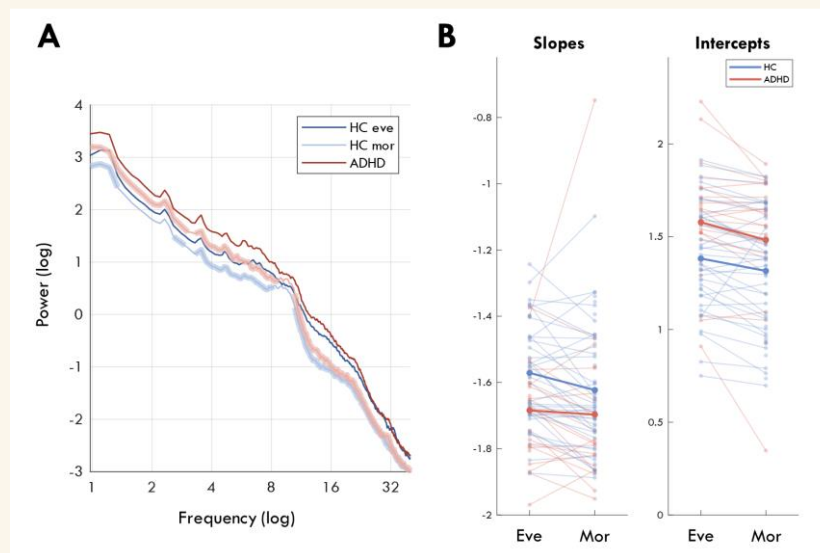 A
4
3
2
1
0
-1
-2
-3
1
2
4
8
16
32
Power (log)
Frequency (log)
HC eve
HC mor
ADHD
B
Slopes
-0.8
-1
-1.2
-1.4
-1.6
-1.8
-2
Eve
Mor
Intercepts
HC
ADHD
2
1.5
1
0.5
0
Eve
Mor